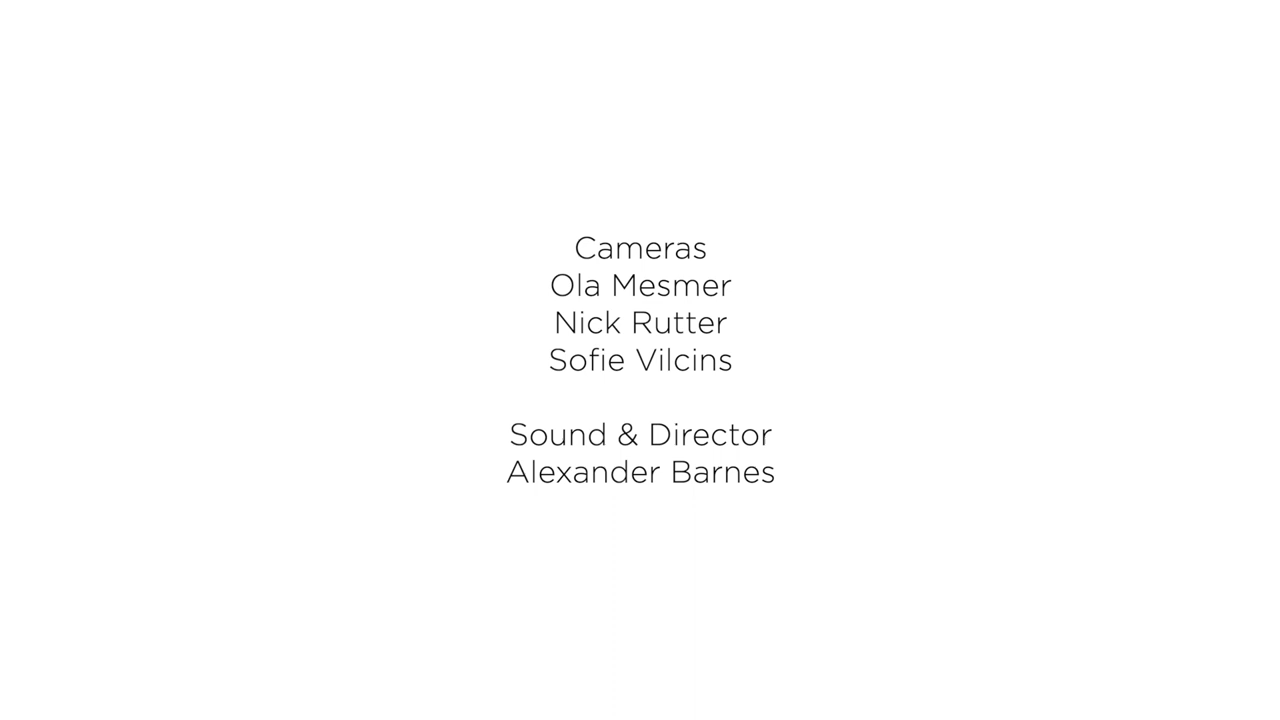 Cameras
Ola Mesmer
Nick Rutter
Sofie Vilcins
Sound & Director
Alexander Barnes